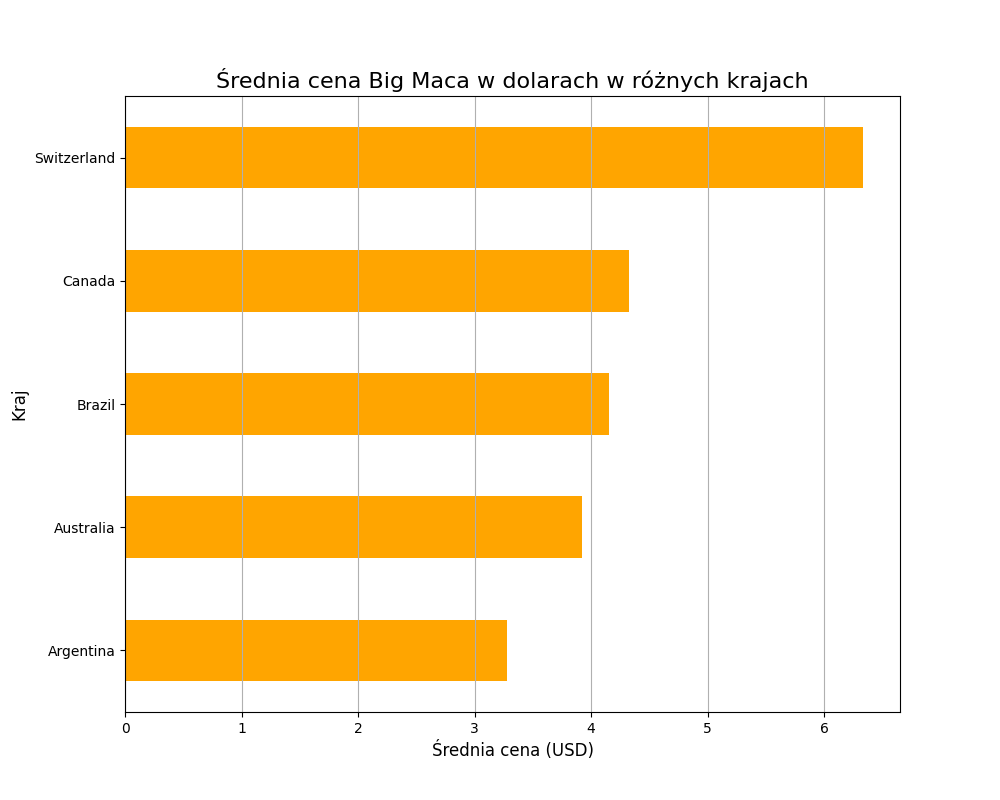 Średnia cena Big Maca w dolarach w różnych krajach
Switzerland
Canada
Brazil
Australia
Argentina
Kraj
0 1 2 3 4 5 6
Średnia cena (USD)